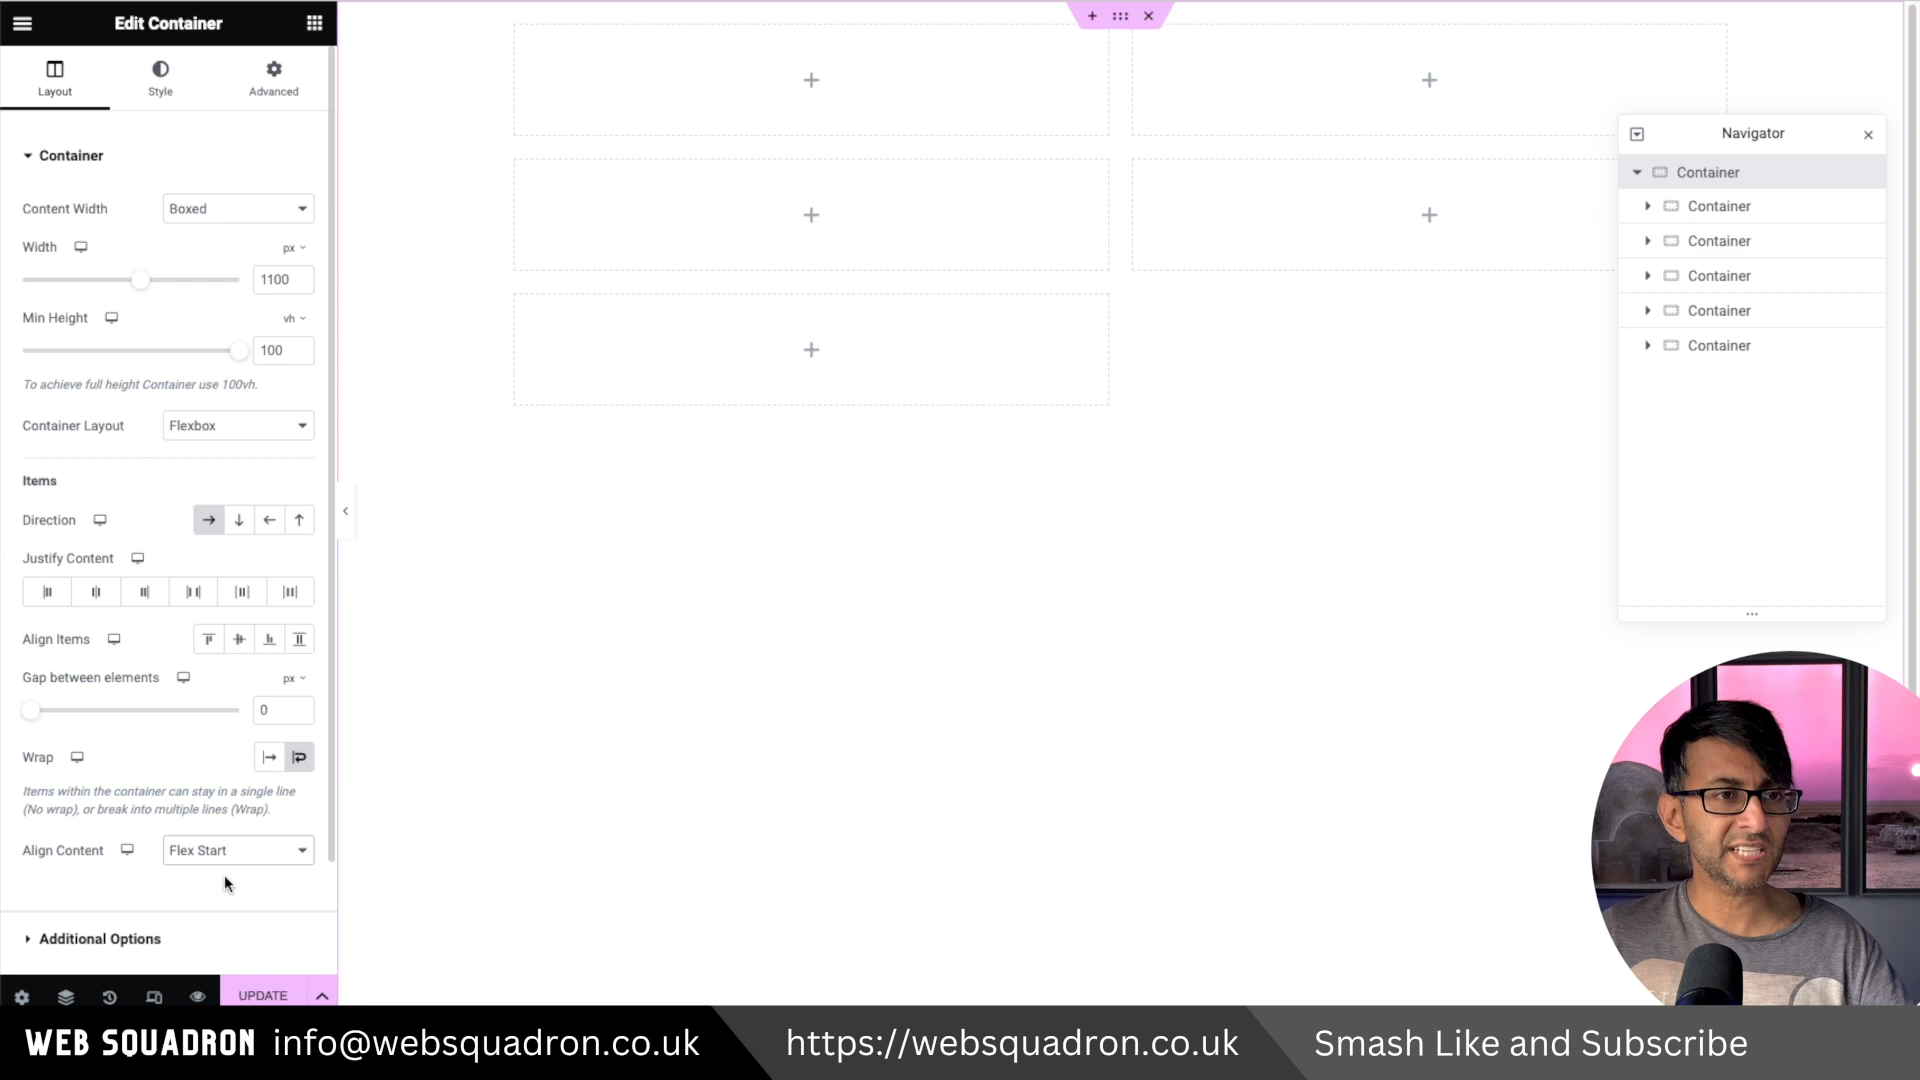 Edit Container
Layout
Style
Advanced
Container
Content Width
Boxed
Width
px
1100
Min Height
vh
100
To achieve full height Container use 100vh.
Container Layout
Flexbox
Items
Direction
Justify Content
Align Items
Gap between elements
px
0
Wrap
Items within the container can stay in a single line
(No wrap), or break into multiple lines (Wrap).
Align Content
Flex Start
Additional Options
UPDATE
Navigator
Container
Container
Container
Container
Container
Container
WEB SQUADRON info@websquadron.co.uk
https://websquadron.co.uk
Smash Like and Subscribe